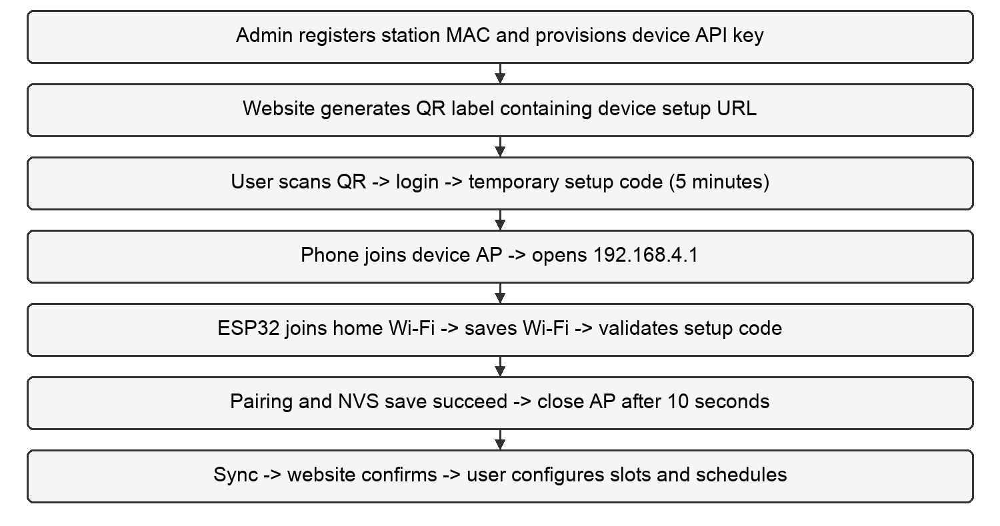 Admin registers station MAC and provisions device API key
Website generates QR label containing device setup URL
User scans QR -> login -> temporary setup code (5 minutes)
Phone joins device AP -> opens 192.168.4.1
ESP32 joins home Wi-Fi -> saves Wi-Fi -> validates setup code
Pairing and NVS save succeed -> close AP after 10 seconds
Sync -> website confirms -> user configures slots and schedules